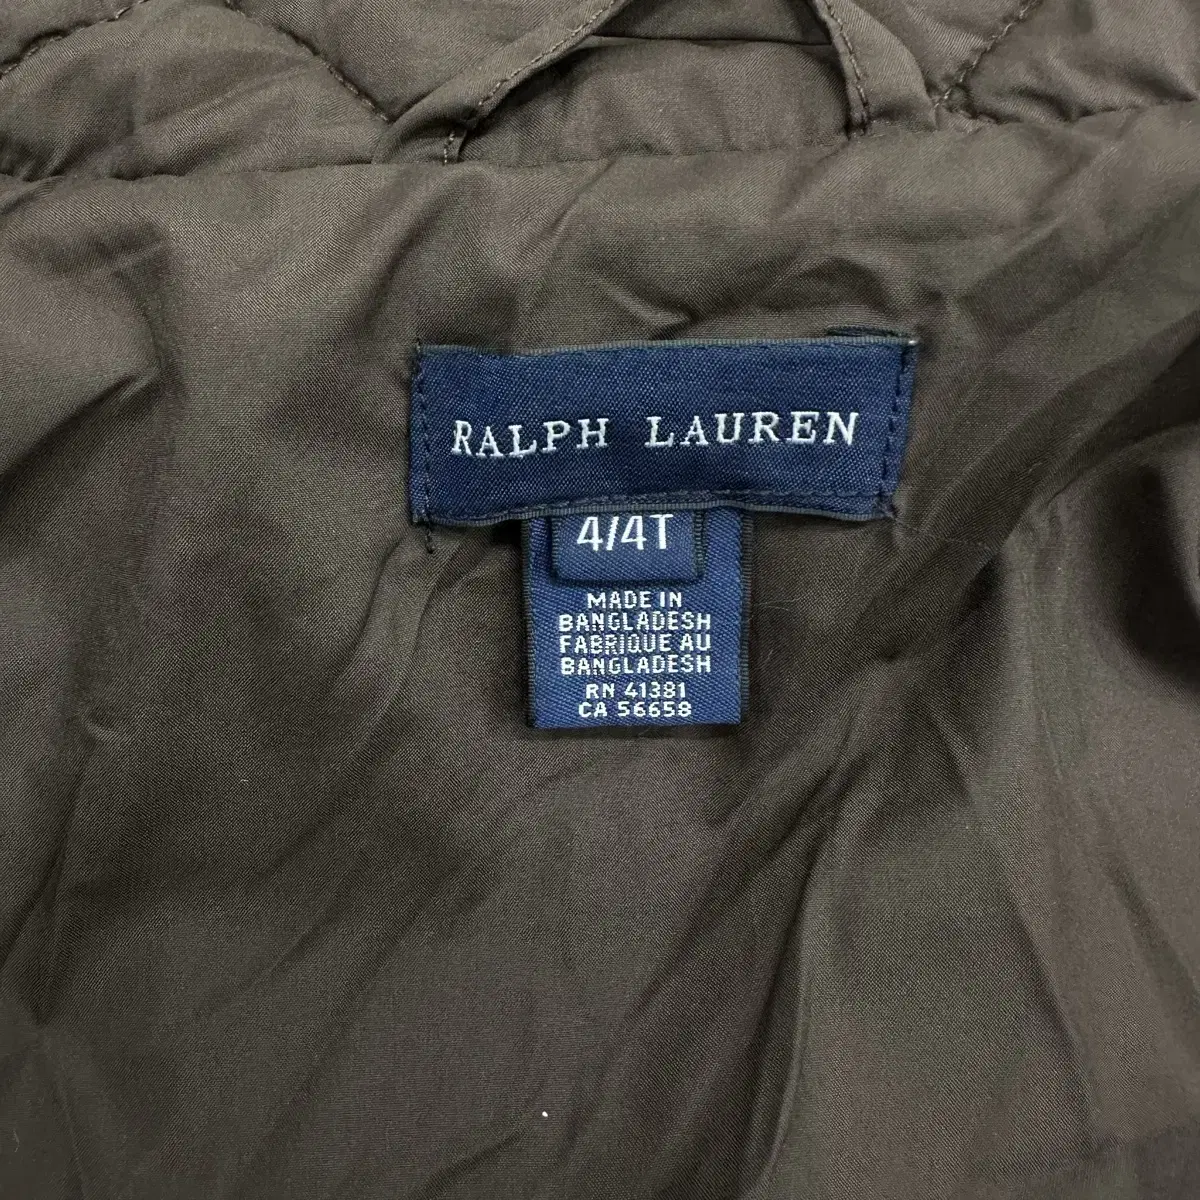 RALPH LAUREN
4/4T
MADE IN
BANGLADESH
FABRIQUE AU
BANGLADESH
RN 41381
CA 56658